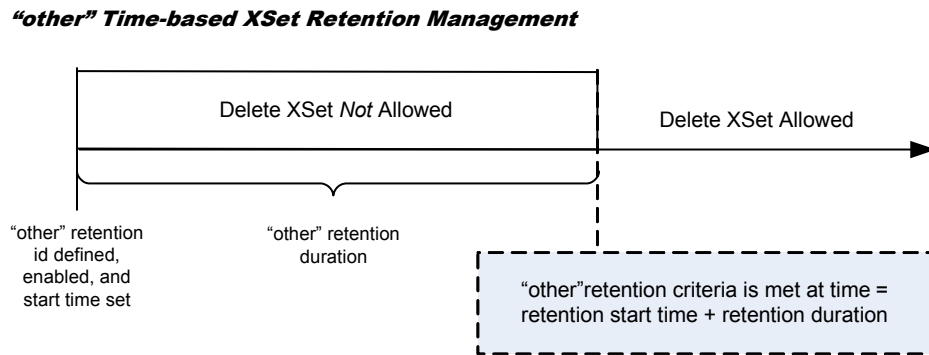 “other” Time-based XSet Retention Management
Delete XSet Not Allowed
Delete XSet Allowed
“other” retention
id defined,
enabled, and
start time set
“other” retention
duration
“other”retention criteria is met at time =
retention start time + retention duration